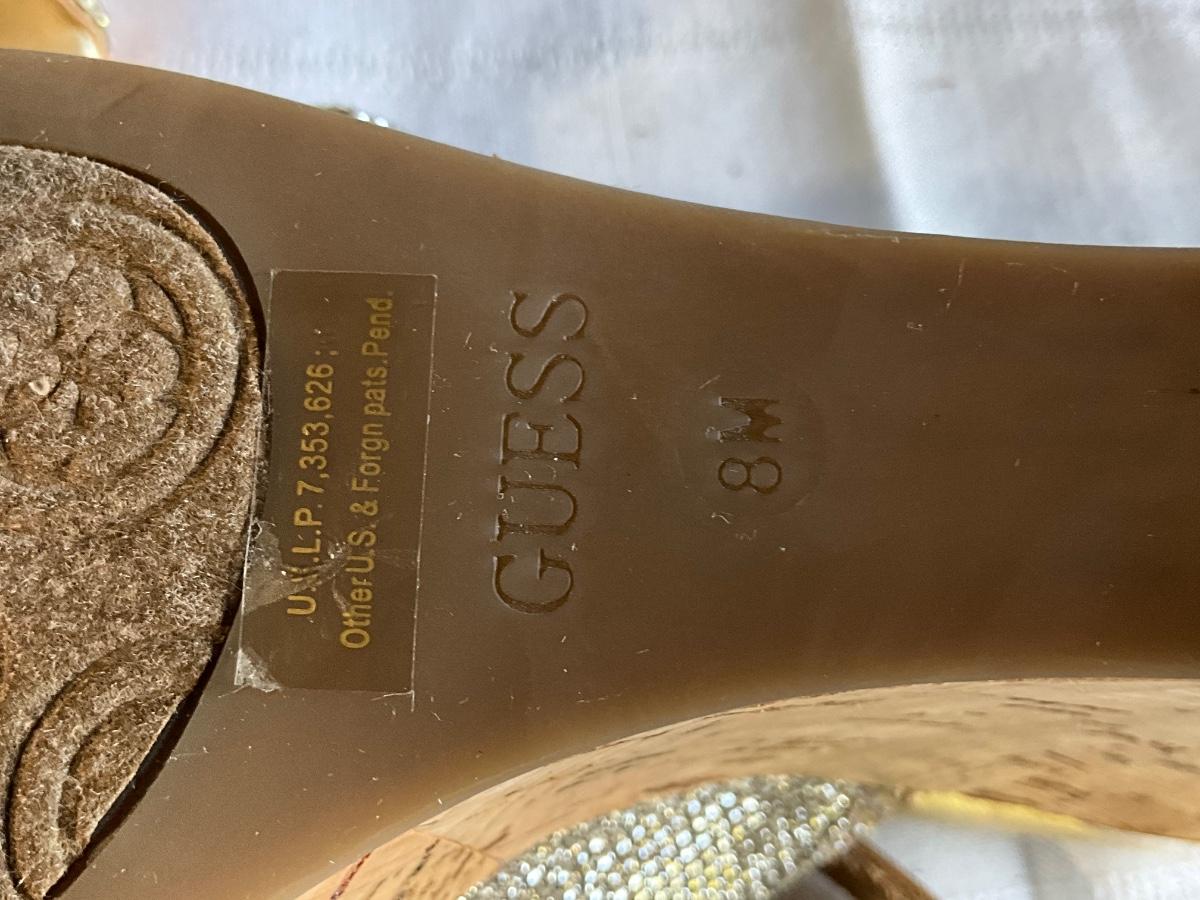 U.I.L.P. 7,353,626;
Other U.S. & Forgn pats. Pend.
GUESS
8M